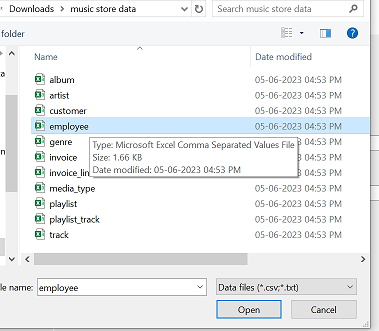 Downloads > music store data
Search music store data
folder
Name
Date modified
album 05-06-2023 04:53 PM
artist 05-06-2023 04:53 PM
customer 05-06-2023 04:53 PM
employee 05-06-2023 04:53 PM
genre 05-06-2023 04:53 PM
Type: Microsoft Excel Comma Separated Values File
invoice 05-06-2023 04:53 PM
Size: 1.66 KB
invoice_lin 05-06-2023 04:53 PM
Date modified: 05-06-2023 04:53 PM
media_type 05-06-2023 04:53 PM
playlist 05-06-2023 04:53 PM
playlist_track 05-06-2023 04:53 PM
track 05-06-2023 04:53 PM
le name: employee
Data files (*.csv;*.txt)
Open
Cancel